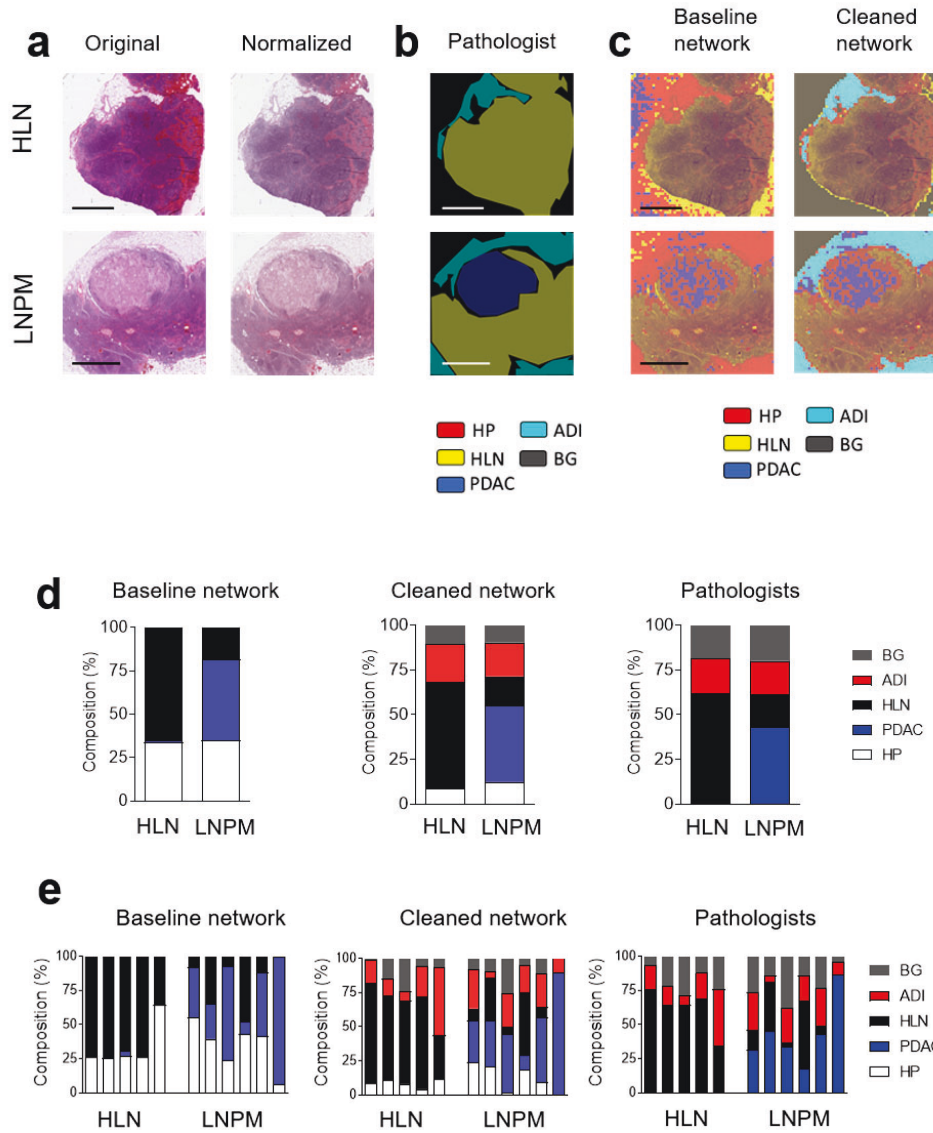 a
Original
Normalized
b
Pathologist
c
Baseline network
Cleaned network
HLN
LNPM
HP
ADI
HLN
BG
PDAC
HP
ADI
HLN
BG
PDAC
d
Baseline network
Cleaned network
Pathologists
Composition (%)
100
75
50
25
0
HLN
LNPM
Composition (%)
100
75
50
25
0
HLN
LNPM
Composition (%)
100
75
50
25
0
HLN
LNPM
BG
ADI
HLN
PDAC
HP
e
Baseline network
Cleaned network
Pathologists
Composition (%)
100
75
50
25
0
HLN
LNPM
Composition (%)
100
75
50
25
0
HLN
LNPM
Composition (%)
100
75
50
25
0
HLN
LNPM
BG
ADI
HLN
PDAC
HP